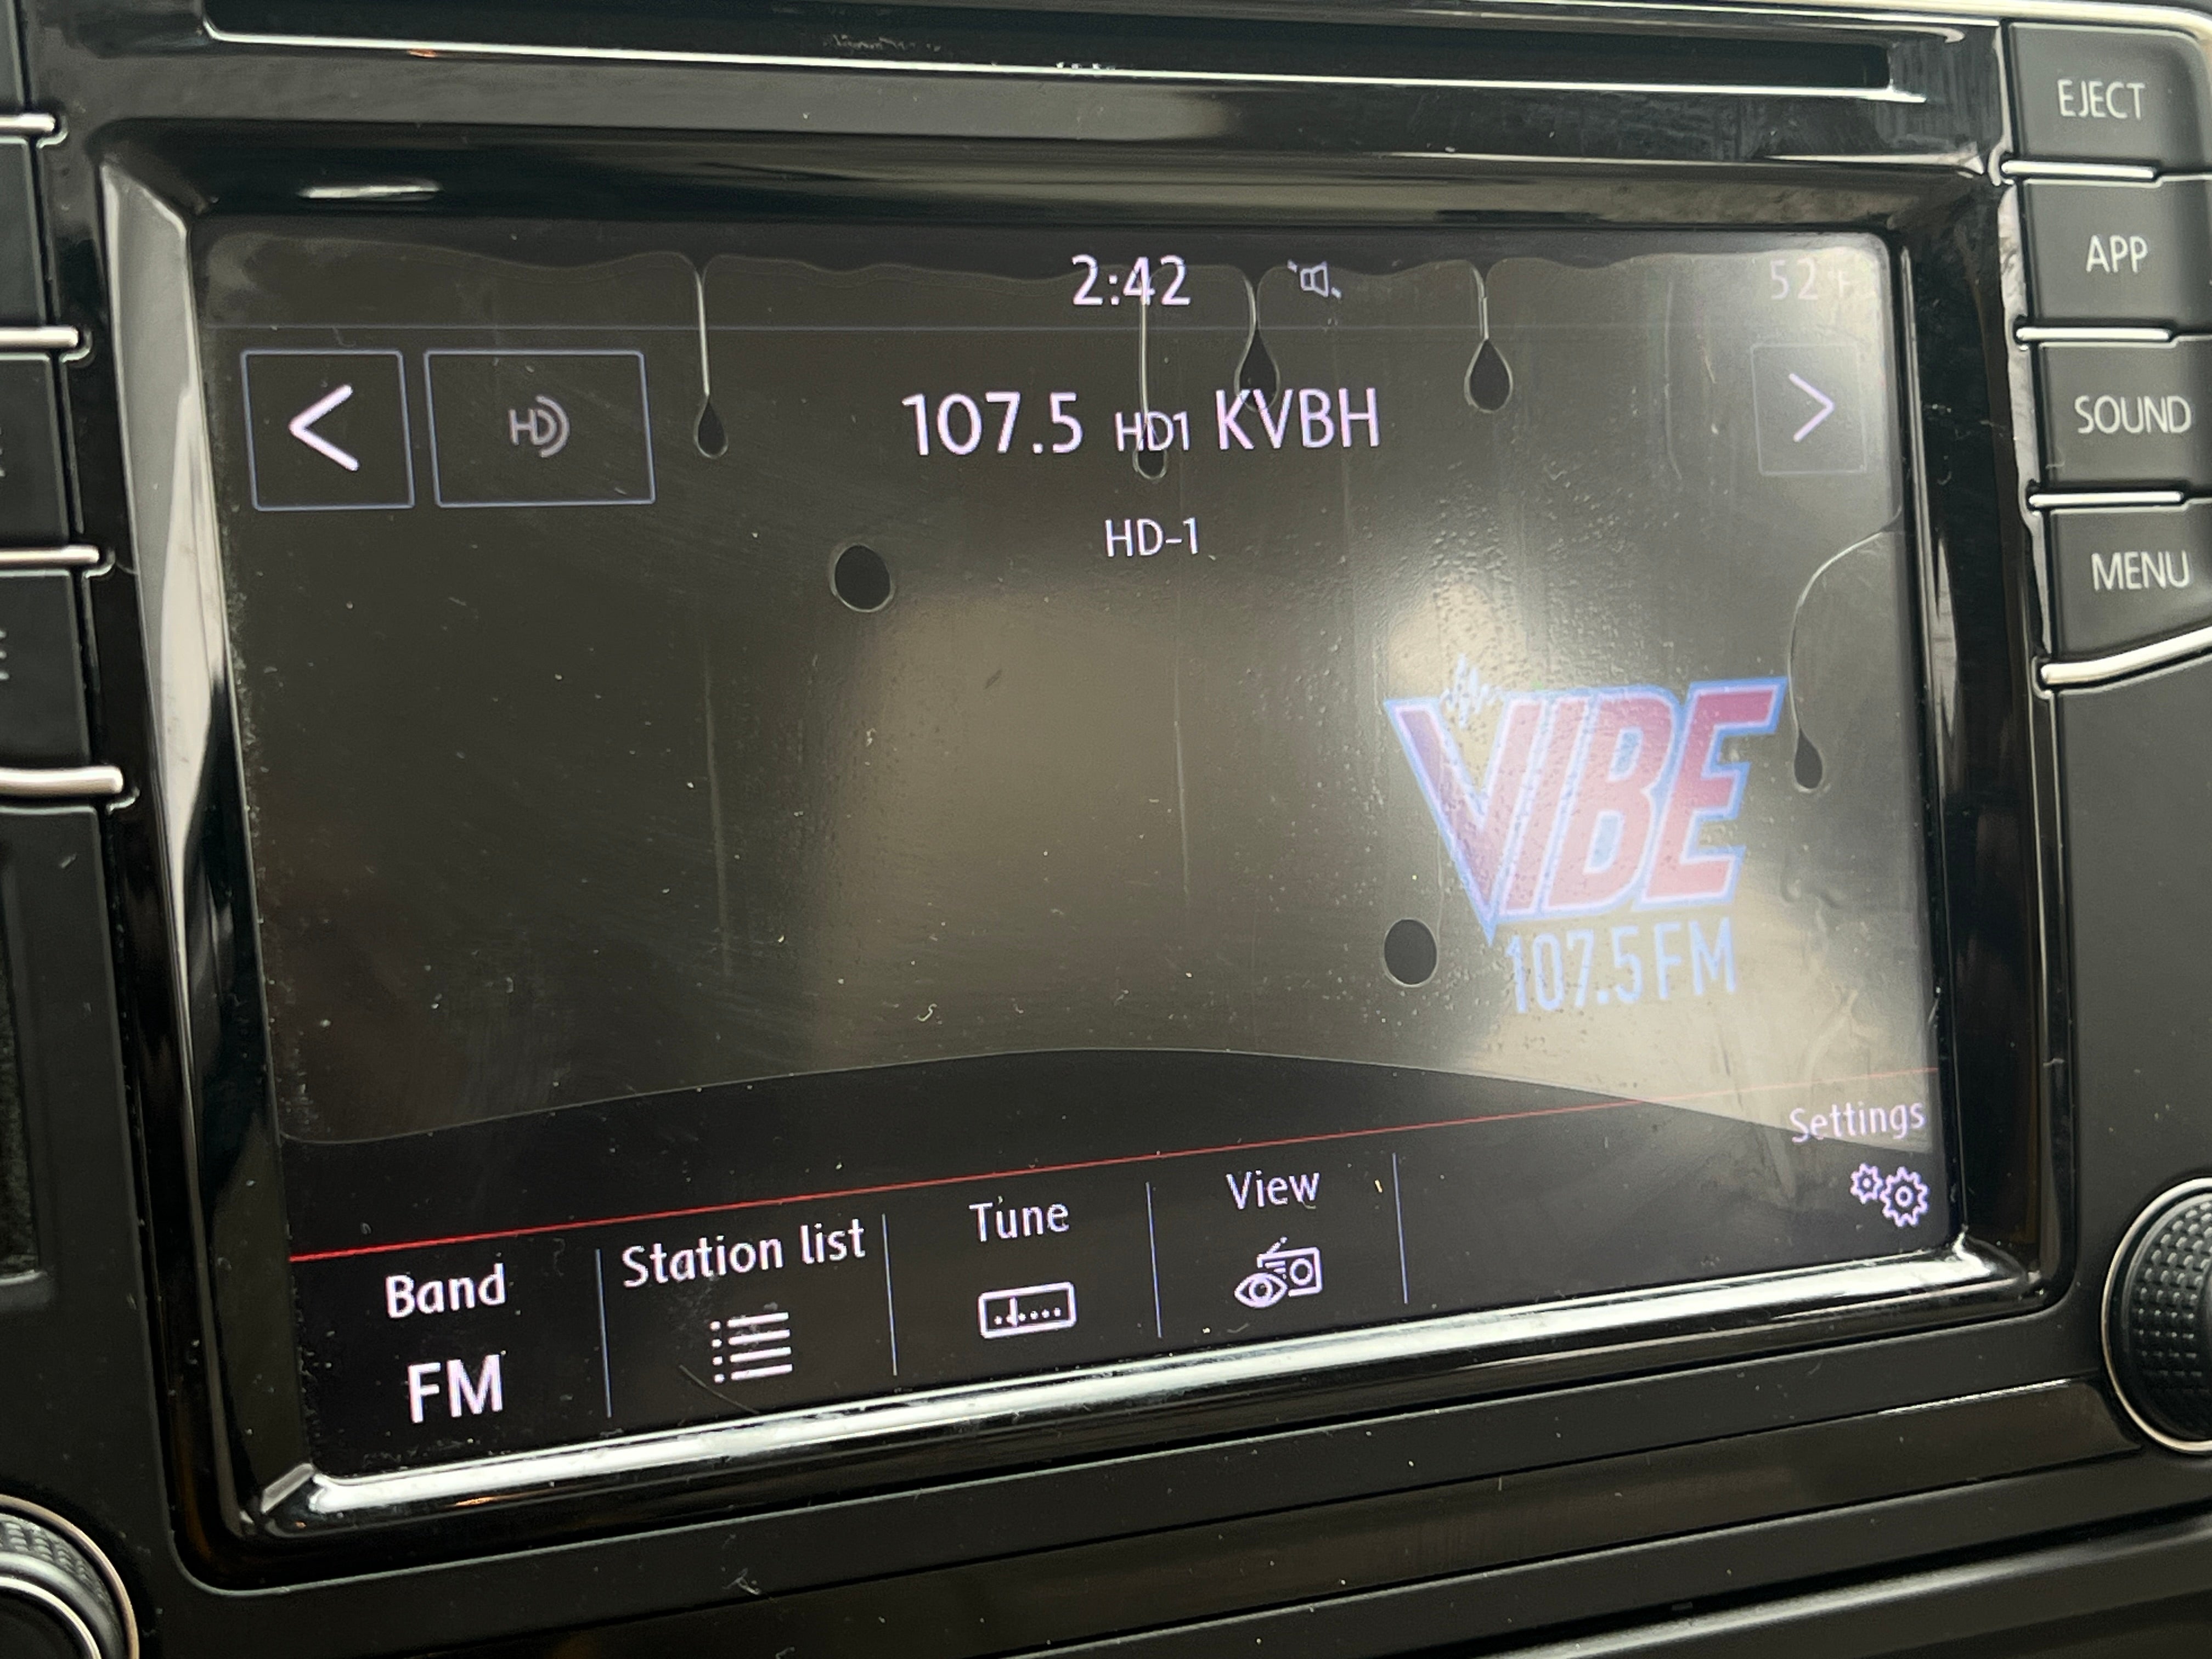 EJECT
2:42
52°F
APP
HD
107.5 HD1 KVBH
SOUND
HD-1
MENU
VIBE
107.5 FM
Settings
View
Tune
Station list
Band
FM